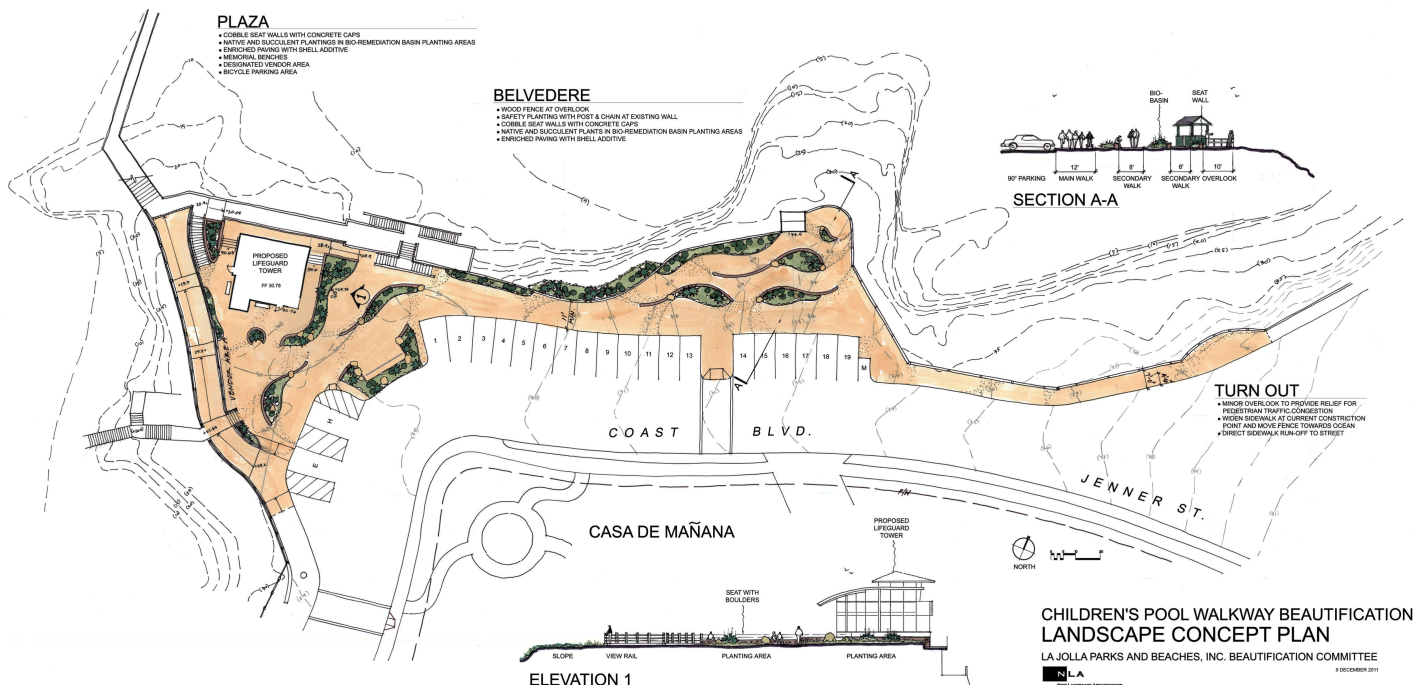 PLAZA
• COBBLE SEAT WALLS WITH CONCRETE CAPS
• NATIVE AND SUCCULENT PLANTINGS IN BIO-REMEDIATION BASIN PLANTING AREAS
• ENRICHED PAVING WITH SHELL ADDITIVE
• MEMORIAL BENCHES
• DESIGNATED VENDOR AREA
• BICYCLE PARKING AREA
BELVEDERE
• WOOD FENCE AT OVERLOOK
• SAFETY PLANTING WITH POST & CHAIN AT EXISTING WALL
• COBBLE SEAT WALLS WITH CONCRETE CAPS
• NATIVE AND SUCCULENT PLANTS IN BIO-REMEDIATION BASIN PLANTING AREAS
• ENRICHED PAVING WITH SHELL ADDITIVE
BIO-
BASIN
SEAT
WALL
12'
8'
6'
10'
90° PARKING
MAIN WALK
SECONDARY
WALK
SECONDARY
WALK
OVERLOOK
SECTION A-A
PROPOSED
LIFEGUARD
TOWER
FF 30.78
1
VENDOR AREA
11' MIN
A
A
1 2 3 4 5 6 7 8 9 10 11 12 13
14 15 16 17 18 19 M
H
E
TURN OUT
• MINOR OVERLOOK TO PROVIDE RELIEF FOR
PEDESTRIAN TRAFFIC CONGESTION
• WIDEN SIDEWALK AT CURRENT CONSTRICTION
POINT AND MOVE FENCE TOWARDS OCEAN
• DIRECT SIDEWALK RUN-OFF TO STREET
COAST BLVD.
JENNER ST.
CASA DE MAÑANA
NORTH
PROPOSED
LIFEGUARD
TOWER
SEAT WITH
BOULDERS
SLOPE
VIEW RAIL
PLANTING AREA
PLANTING AREA
ELEVATION 1
CHILDREN'S POOL WALKWAY BEAUTIFICATION
LANDSCAPE CONCEPT PLAN
LA JOLLA PARKS AND BEACHES, INC. BEAUTIFICATION COMMITTEE
9 DECEMBER 2011
NLA